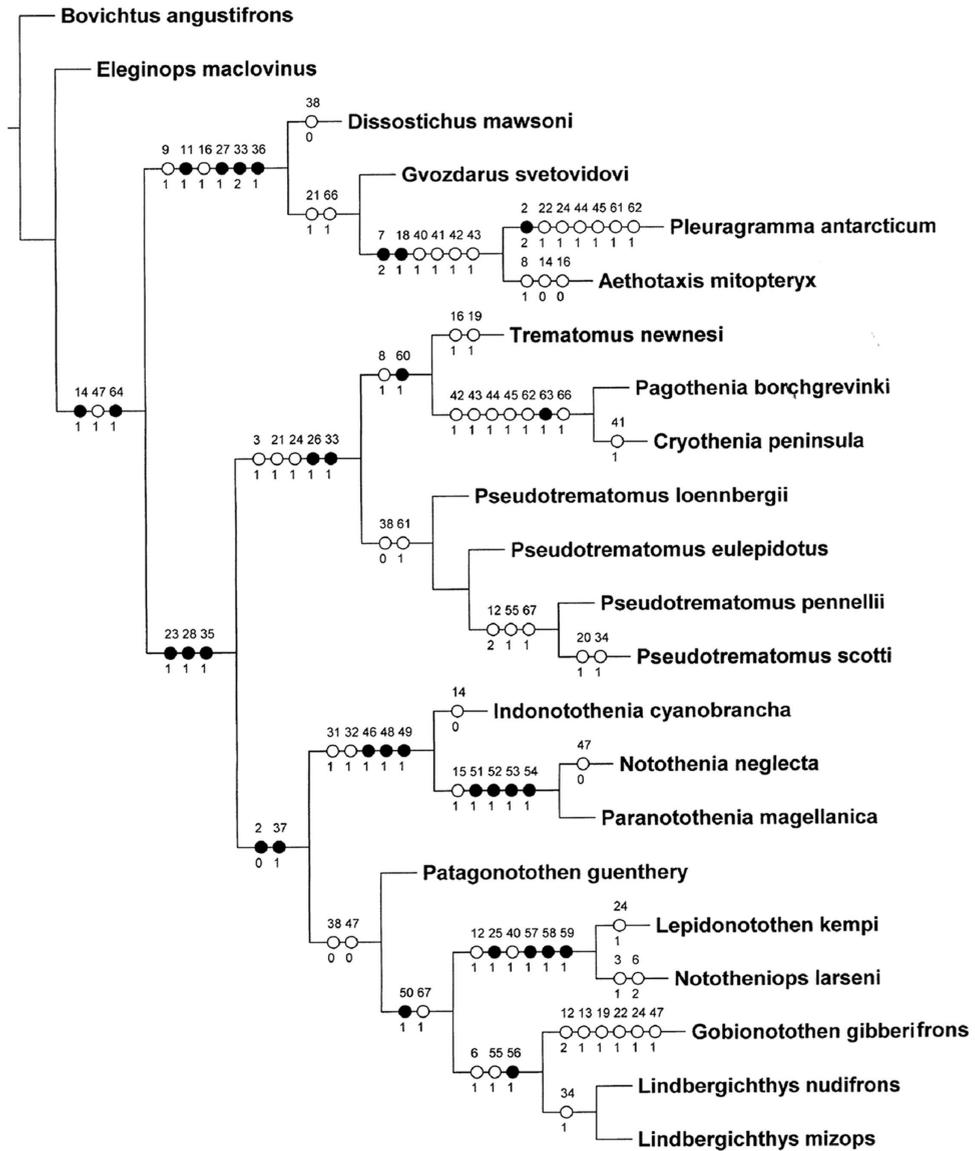 Bovichtus angustifrons
Eleginops maclovinus
38
Dissostichus mawsoni
0
9 11 16 27 33 36
1 1 1 1 2 1
Gvozdarus svetovidovi
21 66
1 1
2 22 24 44 45 61 62
Pleuragramma antarcticum
2 1 1 1 1 1 1
7 18 40 41 42 43
2 1 1 1 1 1
8 14 16
Aethotaxis mitopteryx
1 0 0
16 19
Trematomus newnesi
1 1
8 60
1 1
Pagothenia borchgrevinki
42 43 44 45 62 63 66
1 1 1 1 1 1 1
41
Cryothenia peninsula
1
14 47 64
1 1 1
3 21 24 26 33
1 1 1 1 1
Pseudotrematomus loennbergii
38 61
0 1
Pseudotrematomus eulepidotus
Pseudotrematomus pennellii
12 55 67
2 1 1
20 34
Pseudotrematomus scotti
1 1
23 28 35
1 1 1
14
Indonotothenia cyanobrancha
0
31 32 46 48 49
1 1 1 1 1
47
Notothenia neglecta
0
15 51 52 53 54
1 1 1 1 1
Paranotothenia magellanica
2 37
0 1
Patagonotothen guenthery
38 47
0 0
24
Lepidonotothen kempi
1
12 25 40 57 58 59
1 1 1 1 1 1
3 6
Nototheniops larseni
1 2
50 67
1 1
12 13 19 22 24 47
Gobionotothen gibberifrons
2 1 1 1 1 1
6 55 56
1 1 1
Lindbergichthys nudifrons
34
1
Lindbergichthys mizops